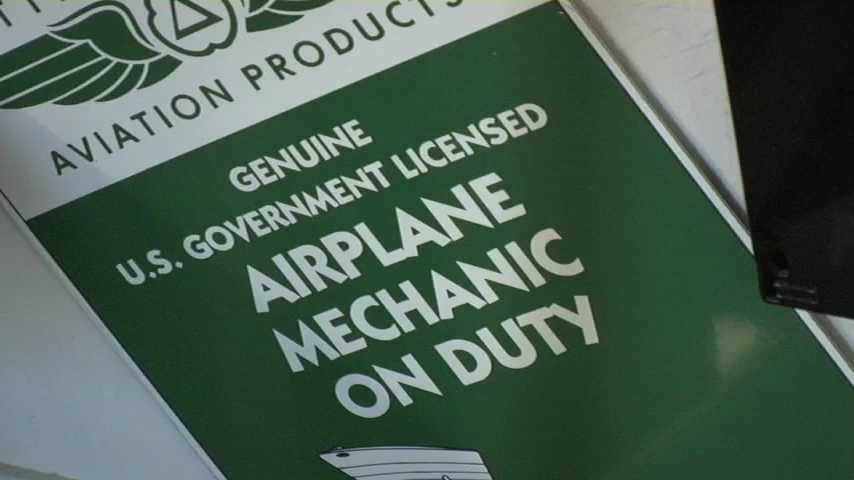 AVIATION PRODUCTS
GENUINE
U.S. GOVERNMENT LICENSED
AIRPLANE
MECHANIC
ON DUTY